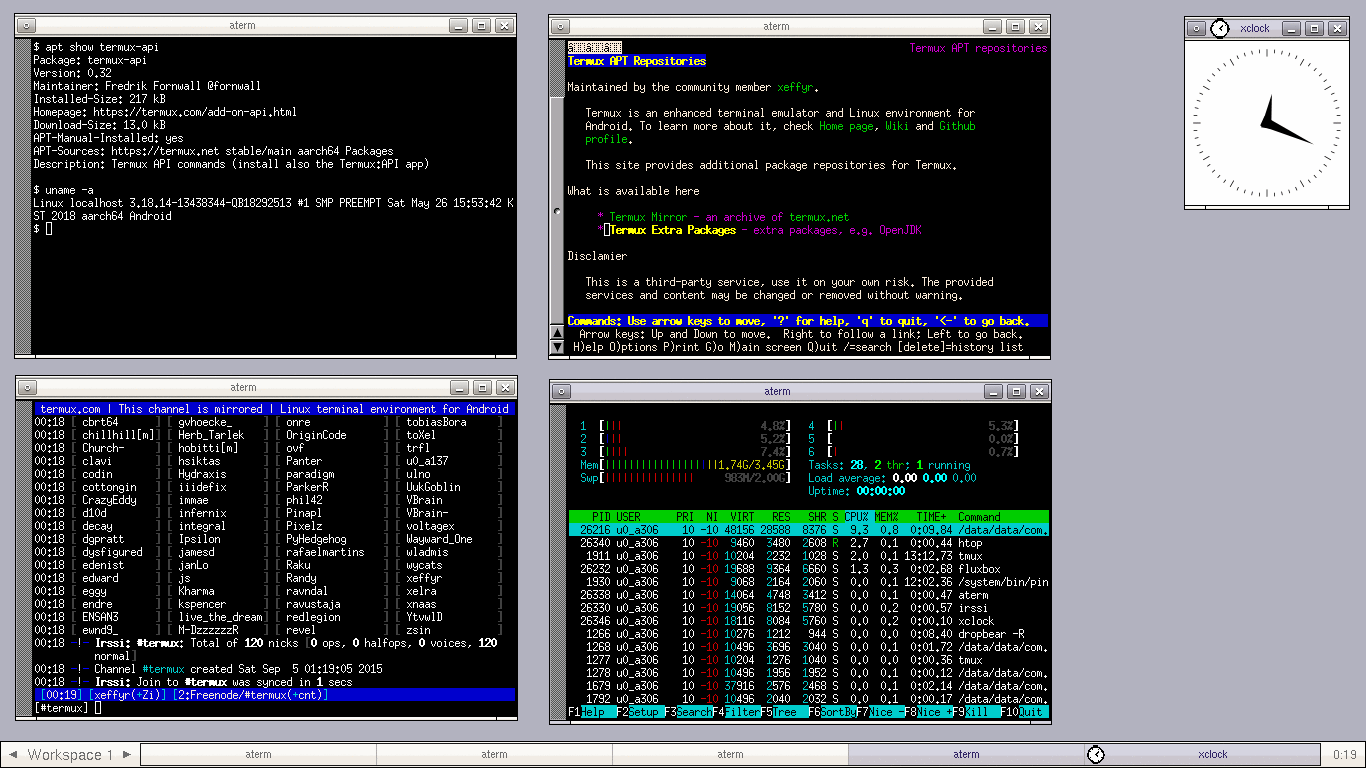 aterm
$ apt show termux-api
Package: termux-api
Version: 0.32
Maintainer: Fredrik Fornwall @fornwall
Installed-Size: 217 kB
Homepage: https://termux.com/add-on-api.html
Download-Size: 13.0 kB
APT-Manual-Installed: yes
APT-Sources: https://termux.net stable/main aarch64 Packages
Description: Termux API commands (install also the Termux:API app)
$ uname -a
Linux localhost 3.18.14-13438344-QB18292513 #1 SMP PREEMPT Sat May 26 15:53:42 K
ST 2018 aarch64 Android
$
aterm
Termux APT repositories
Termux APT Repositories
Maintained by the community member xeffyr.
Termux is an enhanced terminal emulator and Linux environment for
Android. To learn more about it, check Home page, Wiki and Github
profile.
This site provides additional package repositories for Termux.
What is available here
* Termux Mirror - an archive of termux.net
* Termux Extra Packages - extra packages, e.g. OpenJDK
Disclamier
This is a third-party service, use it on your own risk. The provided
services and content may be changed or removed without warning.
Commands: Use arrow keys to move, '?' for help, 'q' to quit, '<-' to go back.
Arrow keys: Up and Down to move.  Right to follow a link; Left to go back.
H)elp O)ptions P)rint G)o M)ain screen Q)uit /=search [delete]=history list
xclock
aterm
termux.com | This channel is mirrored | Linux terminal environment for Android
00:18 [ cbrt64 ] [ gvhoecke_ ] [ onre ] [ tobiasBora ]
00:18 [ chillhill[m] ] [ Herb_Tarlek ] [ OriginCode ] [ toXel ]
00:18 [ Church- ] [ hobitti[m] ] [ ovf ] [ trfl ]
00:18 [ clavi ] [ hsiktas ] [ Panter ] [ u0_a137 ]
00:18 [ codin ] [ Hydraxis ] [ paradigm ] [ ulno ]
00:18 [ cottongin ] [ iiidefix ] [ ParkerR ] [ UukGoblin ]
00:18 [ CrazyEddy ] [ immae ] [ phil42 ] [ VBrain ]
00:18 [ d10d ] [ infernix ] [ Pinapl ] [ VBrain- ]
00:18 [ decay ] [ integral ] [ Pixelz ] [ voltagex ]
00:18 [ dgpratt ] [ Ipsilon ] [ PyHedgehog ] [ Wayward_One ]
00:18 [ dysfigured ] [ jamesd ] [ rafaelmartins ] [ wladmis ]
00:18 [ edenist ] [ janLo ] [ Raku ] [ wycats ]
00:18 [ edward ] [ js ] [ Randy ] [ xeffyr ]
00:18 [ eggy ] [ Kharma ] [ ravndal ] [ xelra ]
00:18 [ endre ] [ kspencer ] [ ravustaja ] [ xnaas ]
00:18 [ ENSAN3 ] [ live_the_dream ] [ redlegion ] [ YtvwlD ]
00:18 [ ewnd9_ ] [ M-DzzzzzzR ] [ revel ] [ zsin ]
00:18 -!- Irssi: #termux: Total of 120 nicks [0 ops, 0 halfops, 0 voices, 120
normal]
00:18 -!- Channel #termux created Sat Sep  5 01:19:05 2015
00:18 -!- Irssi: Join to #termux was synced in 1 secs
[00:19] [xeffyr(+Zi)] [2:Freenode/#termux(+cnt)]
[#termux]
aterm
1 [||| 4.8%] 4 [|| 5.3%]
2 [||| 5.2%] 5 [ 0.0%]
3 [||| 7.4%] 6 [| 0.7%]
Mem[||||||||||||||||||||1.74G/3.45G] Tasks: 28, 2 thr; 1 running
Swp[||||||||||||||| 983M/2.00G] Load average: 0.00 0.00 0.00
Uptime: 00:00:00
PID USER PRI NI VIRT RES SHR S CPU% MEM% TIME+ Command
26216 u0_a306 10 -10 48156 28588 8376 S 9.3 0.8 0:09.84 /data/data/com.
26340 u0_a306 10 -10 9460 3480 2608 R 2.7 0.1 0:00.44 htop
1911 u0_a306 10 -10 10204 2232 1028 S 2.0 0.1 13:12.73 tmux
26232 u0_a306 10 -10 19688 9364 6660 S 1.3 0.3 0:02.68 fluxbox
1930 u0_a306 10 -10 9068 2164 2060 S 0.0 0.1 12:02.36 /system/bin/pin
26338 u0_a306 10 -10 14064 4748 3412 S 0.0 0.1 0:00.47 aterm
26330 u0_a306 10 -10 19056 8152 5780 S 0.0 0.2 0:00.57 irssi
26346 u0_a306 10 -10 18116 8084 5760 S 0.0 0.2 0:00.10 xclock
1266 u0_a306 10 -10 10276 1212 944 S 0.0 0.0 0:08.40 dropbear -R
1268 u0_a306 10 -10 10496 3696 3040 S 0.0 0.1 0:01.72 /data/data/com.
1277 u0_a306 10 -10 10204 1276 1040 S 0.0 0.0 0:00.36 tmux
1278 u0_a306 10 -10 10496 2156 1956 S 0.0 0.1 0:00.12 /data/data/com.
1679 u0_a306 10 -10 37916 2576 2468 S 0.0 0.1 0:02.14 /data/data/com.
1792 u0_a306 10 -10 10496 2040 2032 S 0.0 0.1 0:00.17 /data/data/com.
F1Help F2Setup F3SearchF4FilterF5Tree F6SortByF7Nice -F8Nice +F9Kill F10Quit
Workspace 1 aterm aterm aterm aterm xclock 0:19